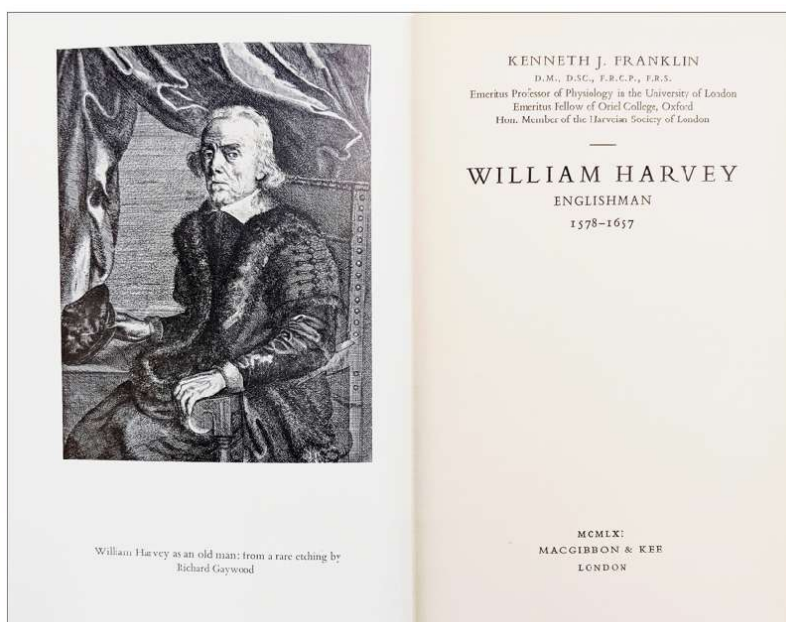 William Harvey as an old man: from a rare etching by
Richard Gaywood
KENNETH J. FRANKLIN
D.M., D.SC., F.R.C.P., F.R.S.
Emeritus Professor of Physiology in the University of London
Emeritus Fellow of Oriel College, Oxford
Hon. Member of the Harveian Society of London
WILLIAM HARVEY
ENGLISHMAN
1578–1657
MCMLXI
MACGIBBON & KEE
LONDON